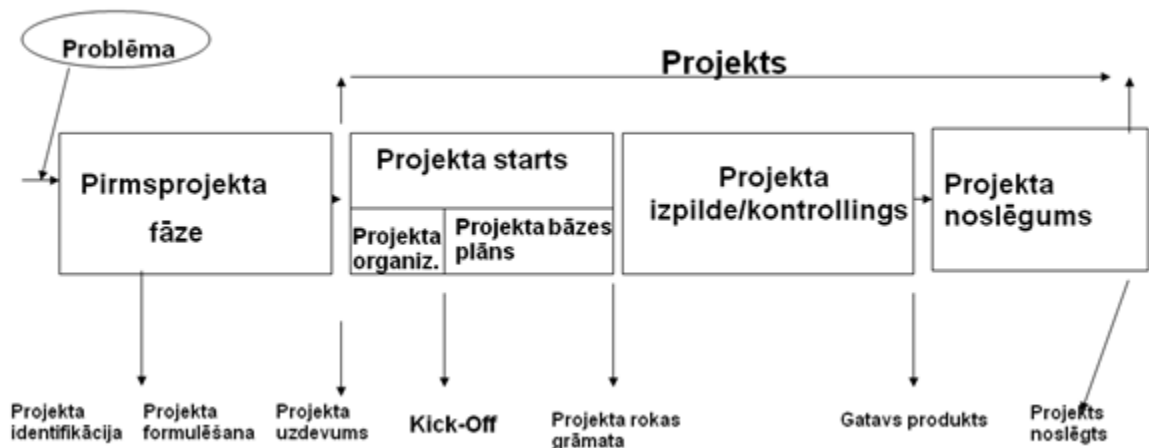 Problēma
Projekts
Pirmsprojekta
fāze
Projekta starts
Projekta
organiz.
Projekta bāzes
plāns
Projekta
izpilde/kontrollings
Projekta
noslēgums
Projekta
identifikācija
Projekta
formulēšana
Projekta
uzdevums
Kick-Off
Projekta rokas
grāmata
Gatavs produkts
Projekts
noslēgts